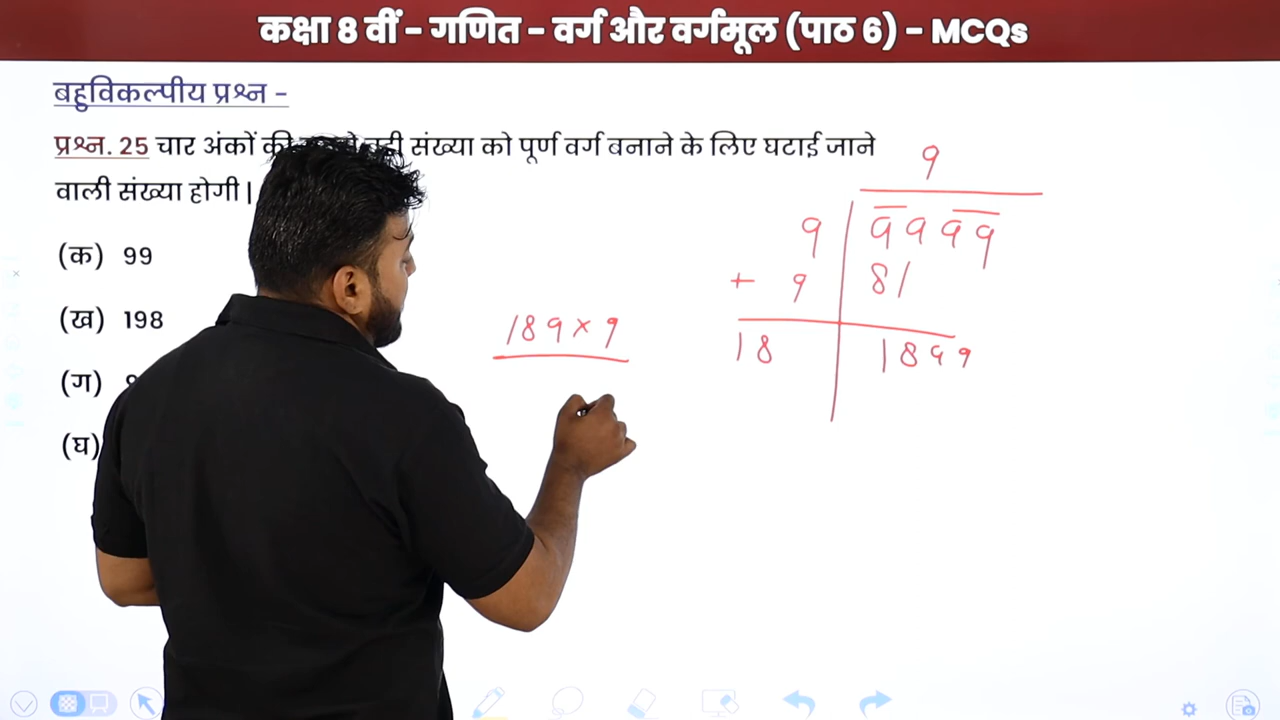 कक्षा 8 वीं - गणित - वर्ग और वर्गमूल (पाठ 6) - MCQs
बहुविकल्पीय प्रश्न -
प्रश्न. 25 चार अंकों की संख्या को पूर्ण वर्ग बनाने के लिए घटाई जाने
वाली संख्या होगी |
(क) 99
(ख) 198
(ग)
(घ)
189 × 9
9
9 9999
+ 9 81
18 1899